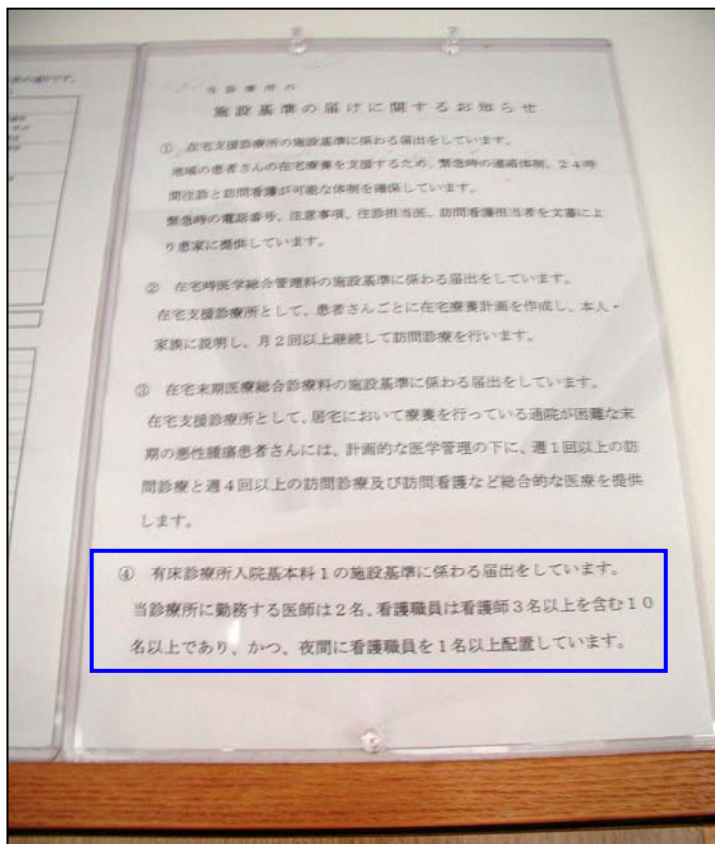 当診療所の
施設基準の届けに関するお知らせ
① 在宅支援診療所の施設基準に係わる届出をしています。
地域の患者さんの在宅療養を支援するため、緊急時の連絡体制、24時
間往診と訪問看護が可能な体制を確保しています。
緊急時の電話番号、注意事項、往診担当医、訪問看護担当者を文書によ
り患家に提供しています。
② 在宅時医学総合管理料の施設基準に係わる届出をしています。
在宅支援診療所として、患者さんごとに在宅療養計画を作成し、本人・
家族に説明し、月2回以上継続して訪問診療を行います。
③ 在宅末期医療総合診療料の施設基準に係わる届出をしています。
在宅支援診療所として、居宅において療養を行っている通院が困難な末
期の悪性腫瘍患者さんには、計画的な医学管理の下に、週1回以上の訪
問診療と週4回以上の訪問診療及び訪問看護など総合的な医療を提供
します。
④ 有床診療所入院基本料1の施設基準に係わる届出をしています。
当診療所に勤務する医師は2名、看護職員は看護師3名以上を含む10
名以上であり、かつ、夜間に看護職員を1名以上配置しています。